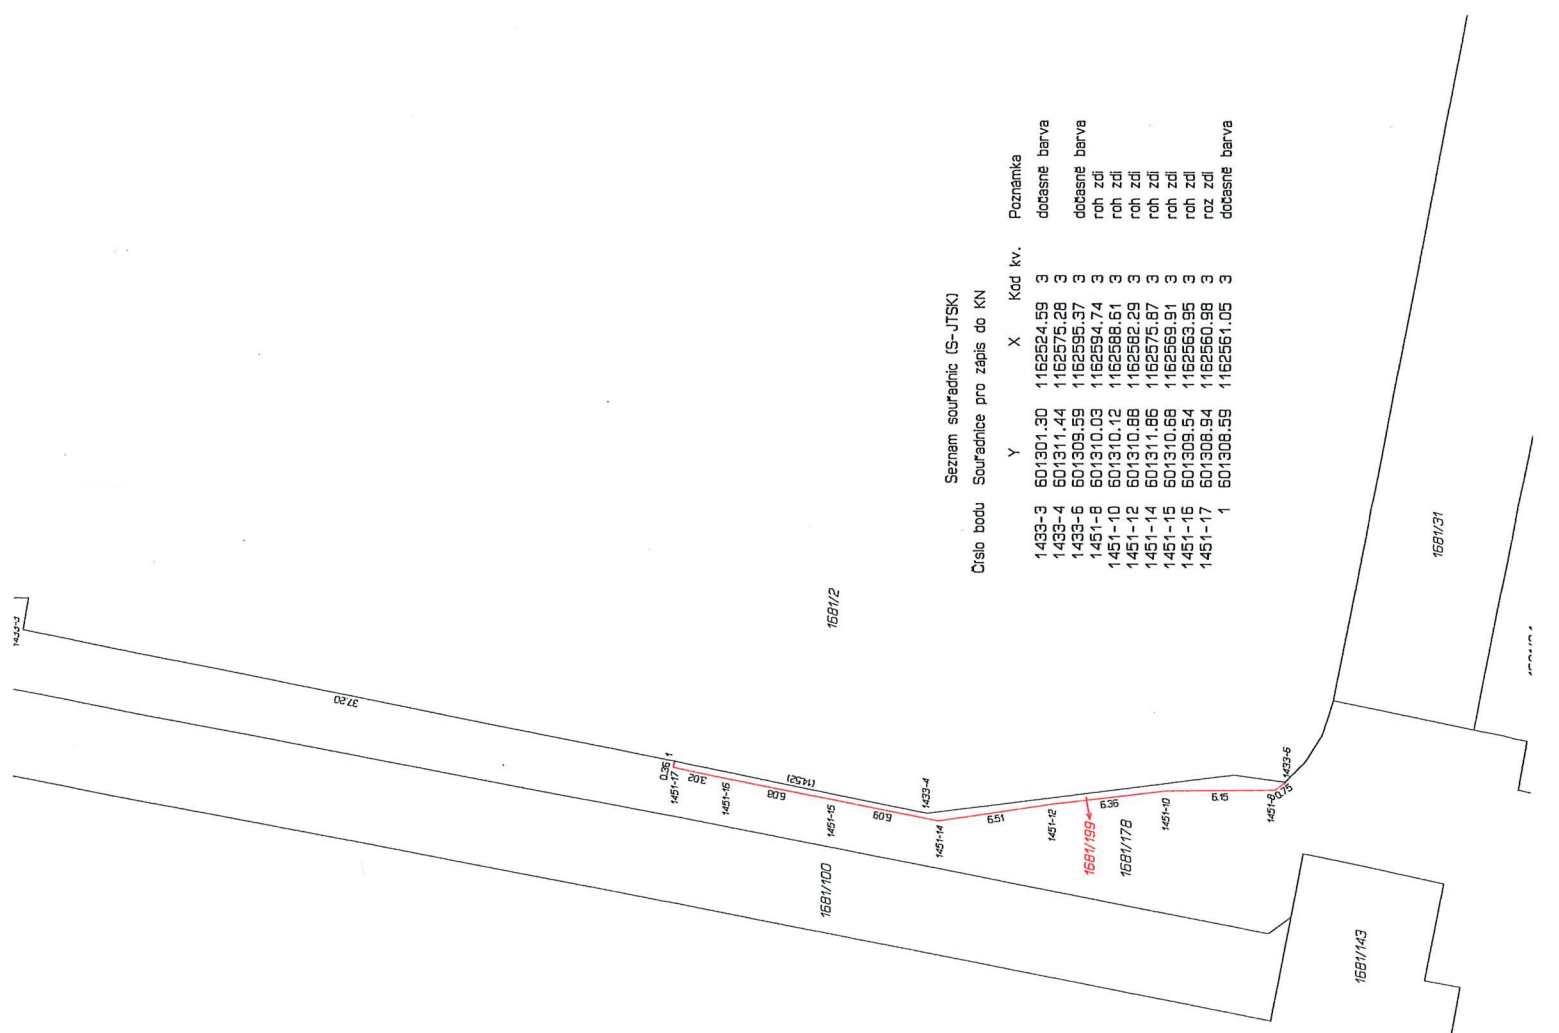 Seznam souřadnic (S-JTSK)
Číslo bodu Souřadnice pro zápis do KN
Y X Kód kv. Poznámka
1433-3 601301.30 1162524.59 3 dočasně barva
1433-4 601311.44 1162575.28 3
1433-6 601309.59 1162595.37 3 dočasně barva
1451-8 601310.03 1162594.74 3 roh zdi
1451-10 601310.12 1162588.61 3 roh zdi
1451-12 601310.88 1162582.29 3 roh zdi
1451-14 601311.86 1162575.87 3 roh zdi
1451-15 601310.68 1162569.91 3 roh zdi
1451-16 601309.54 1162563.95 3 roh zdi
1451-17 601308.94 1162560.98 3 roz zdi
1 601308.59 1162561.05 3 dočasně barva
1433-3
37.20
1681/2
1
0.36
1451-17
3.02
1451-16
(14.52)
6.08
1451-15
6.09
1433-4
1451-14
6.51
1451-12
1681/199
6.36
1681/178
1451-10
6.15
1433-6
1451-8
0.75
1681/100
1681/143
1681/31